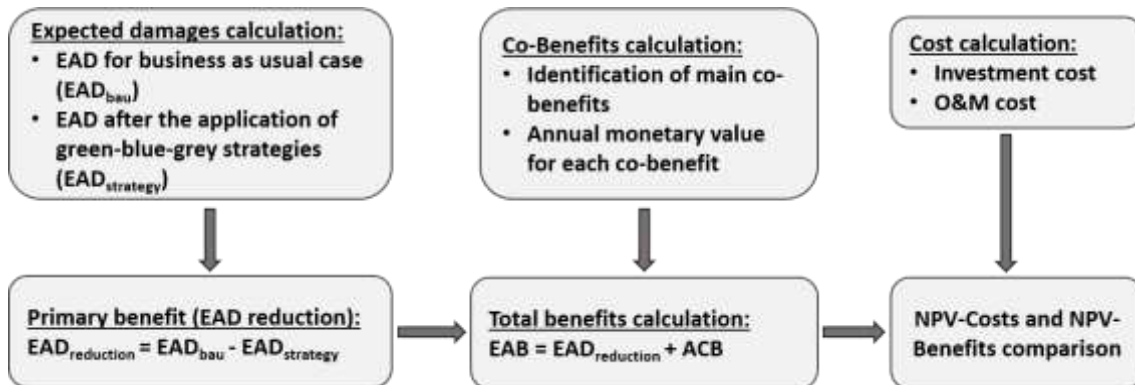 Expected damages calculation:
• EAD for business as usual case
(EADbau)
• EAD after the application of
green-blue-grey strategies
(EADstrategy)
Co-Benefits calculation:
• Identification of main co-
benefits
• Annual monetary value
for each co-benefit
Cost calculation:
• Investment cost
• O&M cost
Primary benefit (EAD reduction):
EADreduction = EADbau - EADstrategy
Total benefits calculation:
EAB = EADreduction + ACB
NPV-Costs and NPV-
Benefits comparison